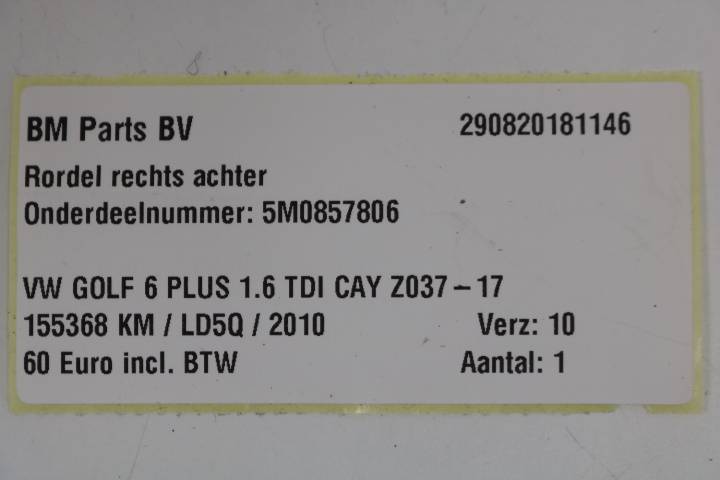 BM Parts BV 290820181146
Rordel rechts achter
Onderdeelnummer: 5M0857806
VW GOLF 6 PLUS 1.6 TDI CAY Z037-17
155368 KM / LD5Q / 2010 Verz: 10
60 Euro incl. BTW Aantal: 1